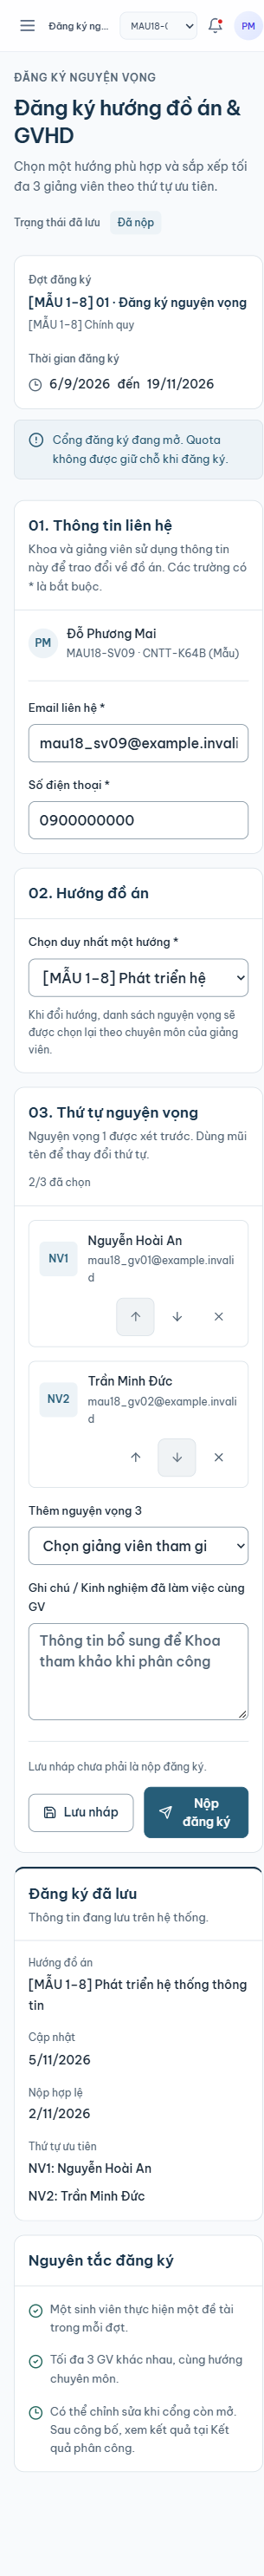 Đăng ký ng...
MAU18-
PM
ĐĂNG KÝ NGUYỆN VỌNG
Đăng ký hướng đồ án &
GVHD
Chọn một hướng phù hợp và sắp xếp tối
đa 3 giảng viên theo thứ tự ưu tiên.
Trạng thái đã lưu Đã nộp
Đợt đăng ký
[MẪU 1-8] 01 · Đăng ký nguyện vọng
[MẪU 1-8] Chính quy
Thời gian đăng ký
6/9/2026 đến 19/11/2026
Cổng đăng ký đang mở. Quota
không được giữ chỗ khi đăng ký.
01. Thông tin liên hệ
Khoa và giảng viên sử dụng thông tin
này để trao đổi về đồ án. Các trường có
* là bắt buộc.
PM
Đỗ Phương Mai
MAU18-SV09 · CNTT-K64B (Mẫu)
Email liên hệ *
mau18_sv09@example.invali
Số điện thoại *
0900000000
02. Hướng đồ án
Chọn duy nhất một hướng *
[MẪU 1-8] Phát triển hệ
Khi đổi hướng, danh sách nguyện vọng sẽ
được chọn lại theo chuyên môn của giảng
viên.
03. Thứ tự nguyện vọng
Nguyện vọng 1 được xét trước. Dùng mũi
tên để thay đổi thứ tự.
2/3 đã chọn
NV1
Nguyễn Hoài An
mau18_gv01@example.invali
d
NV2
Trần Minh Đức
mau18_gv02@example.invali
d
Thêm nguyện vọng 3
Chọn giảng viên tham gi
Ghi chú / Kinh nghiệm đã làm việc cùng
GV
Thông tin bổ sung để Khoa
tham khảo khi phân công
Lưu nháp chưa phải là nộp đăng ký.
Lưu nháp
Nộp
đăng ký
Đăng ký đã lưu
Thông tin đang lưu trên hệ thống.
Hướng đồ án
[MẪU 1-8] Phát triển hệ thống thông
tin
Cập nhật
5/11/2026
Nộp hợp lệ
2/11/2026
Thứ tự ưu tiên
NV1: Nguyễn Hoài An
NV2: Trần Minh Đức
Nguyên tắc đăng ký
Một sinh viên thực hiện một đề tài
trong mỗi đợt.
Tối đa 3 GV khác nhau, cùng hướng
chuyên môn.
Có thể chỉnh sửa khi cổng còn mở.
Sau công bố, xem kết quả tại Kết
quả phân công.